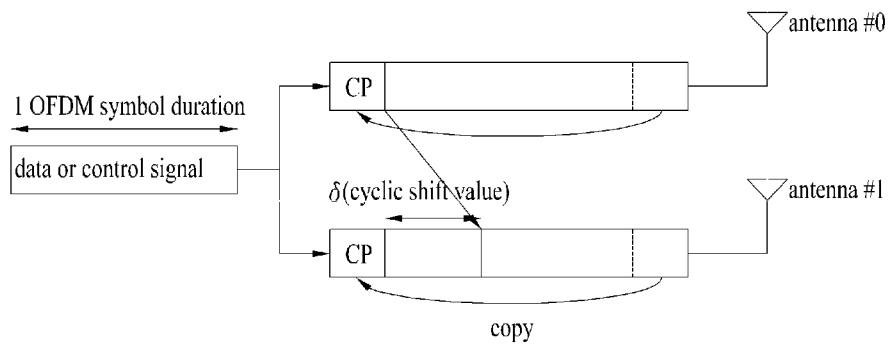 antenna #0
CP
1 OFDM symbol duration
data or control signal
δ(cyclic shift value)
antenna #1
CP
copy